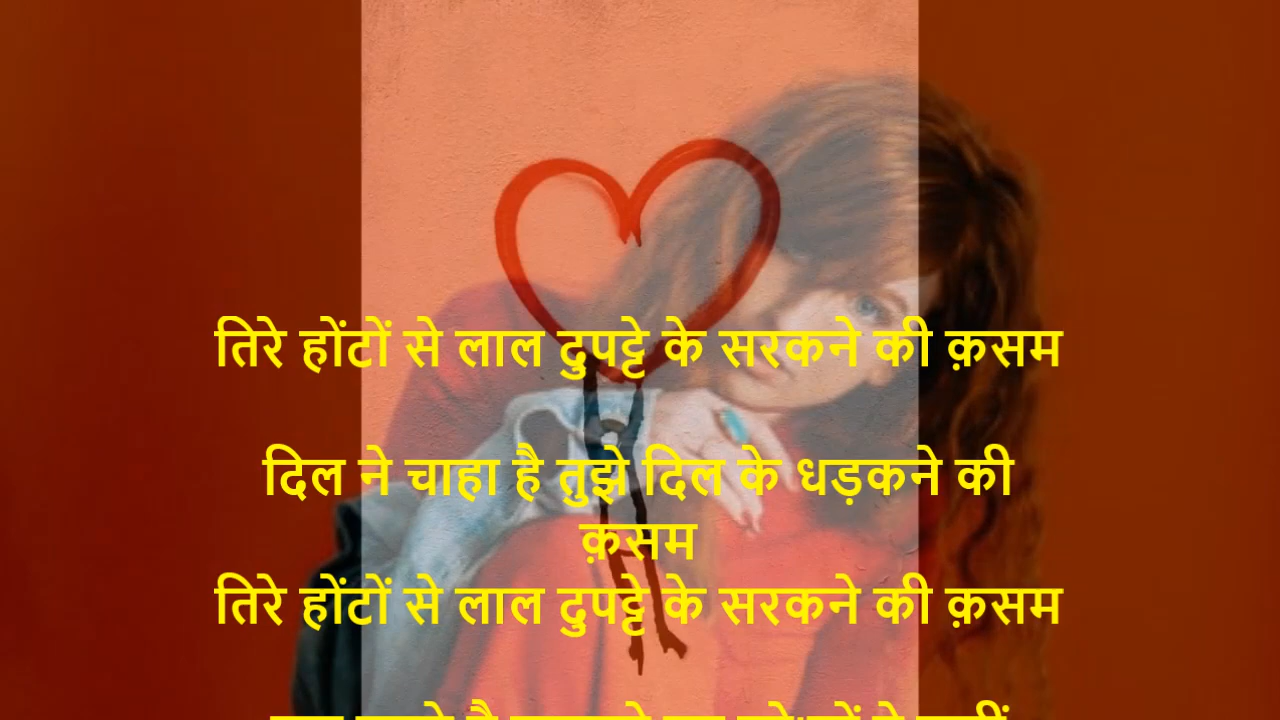 तिरे होंटों से लाल दुपट्टे के सरकने की क़सम
दिल ने चाहा है तुझे दिल के धड़कने की
क़सम
तिरे होंटों से लाल दुपट्टे के सरकने की क़सम